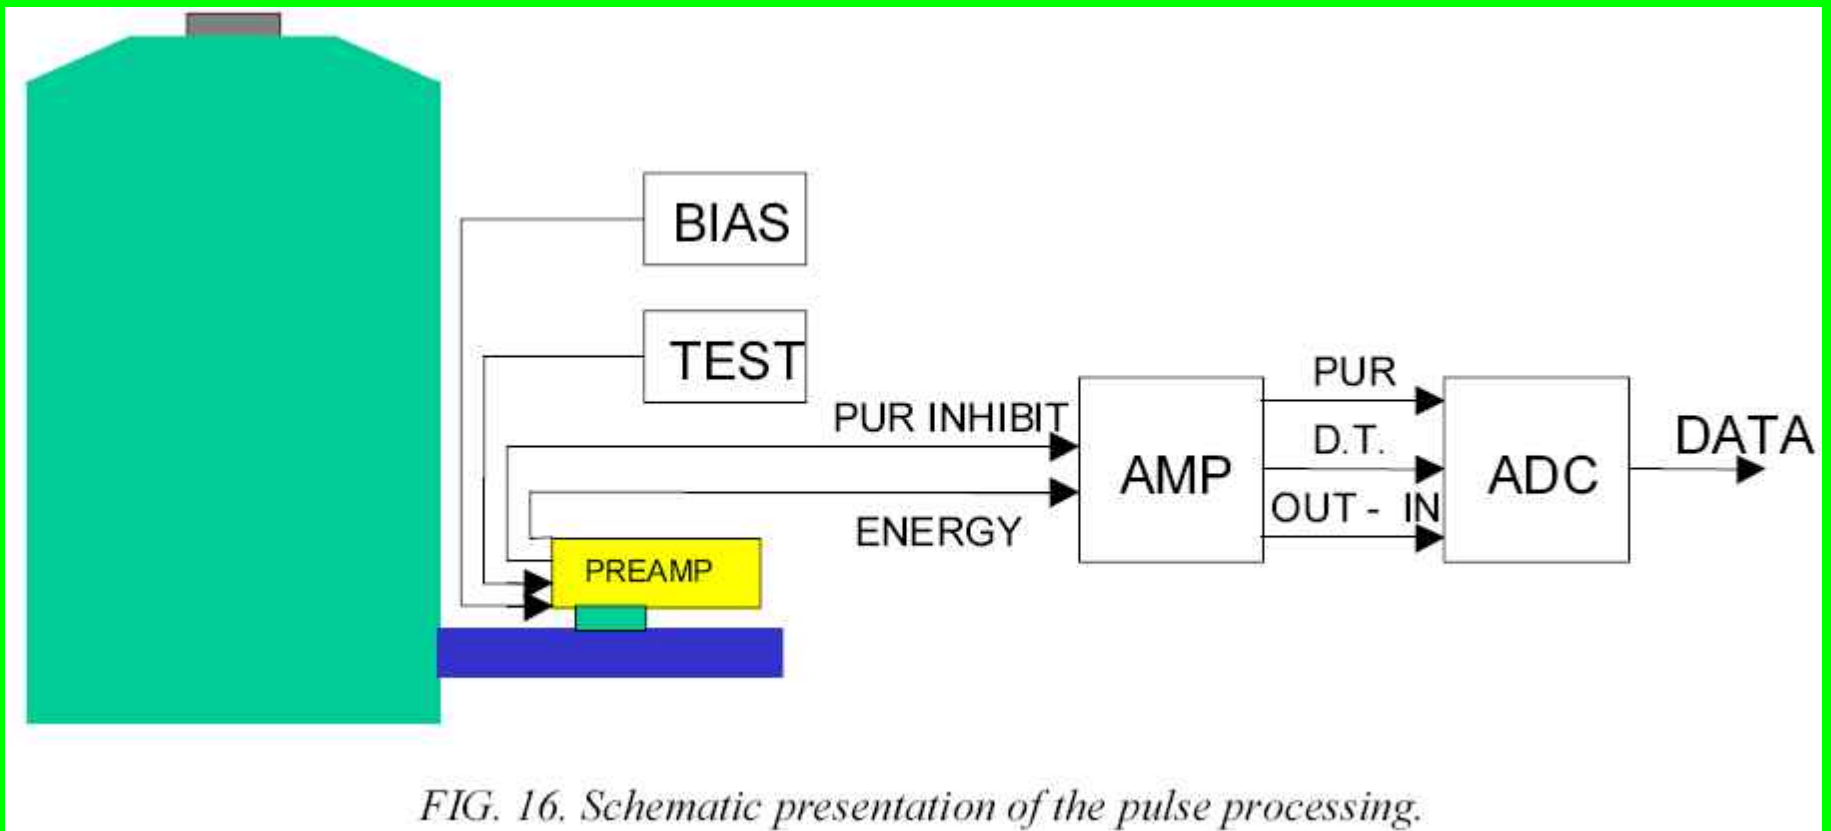 BIAS
TEST
PUR INHIBIT
ENERGY
PREAMP
AMP
PUR
D.T.
OUT - IN
ADC
DATA
FIG. 16. Schematic presentation of the pulse processing.